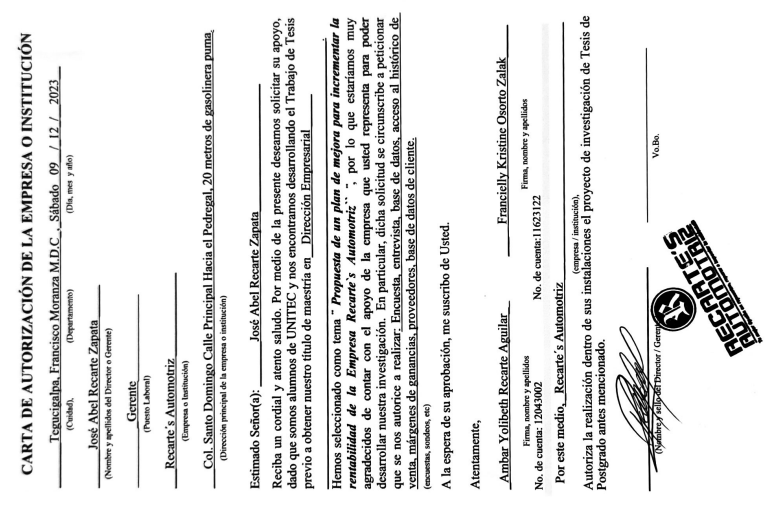 CARTA DE AUTORIZACIÓN DE LA EMPRESA O INSTITUCIÓN
Tegucigalpa, Francisco Moranza M.D.C , Sábado 09 / 12 / 2023
(Cuidad), (Departamento) (Día, mes y año)
José Abel Recarte Zapata
(Nombre y apellidos del Director o Gerente)
Gerente
(Puesto Laboral)
Recarte´s Automotriz
(Empresa o Institución)
Col. Santo Domingo Calle Principal Hacia el Pedregal, 20 metros de gasolinera puma
(Dirección principal de la empresa o institución)
Estimado Señor(a): José Abel Recarte Zapata
Reciba un cordial y atento saludo. Por medio de la presente deseamos solicitar su apoyo,
dado que somos alumnos de UNITEC y nos encontramos desarrollando el Trabajo de Tesis
previo a obtener nuestro título de maestría en Dirección Empresarial
Hemos seleccionado como tema " Propuesta de un plan de mejora para incrementar la
rentabilidad de la Empresa Recarte´s Automotriz`` ", por lo que estaríamos muy
agradecidos de contar con el apoyo de la empresa que usted representa para poder
desarrollar nuestra investigación. En particular, dicha solicitud se circunscribe a peticionar
que se nos autorice a realizar: Encuesta, entrevista, base de datos, acceso al histórico de
venta, márgenes de ganancias, proveedores, base de datos de cliente.
(encuestas, sondeos, etc)
A la espera de su aprobación, me suscribo de Usted.
Atentamente,
Ambar Yolibeth Recarte Aguilar Francielly Kristine Osorto Zalak
Firma, nombre y apellidos Firma, nombre y apellidos
No. de cuenta: 12043002 No. de cuenta:11623122
Por este medio, Recarte´s Automotriz
(empresa / institución),
Autoriza la realización dentro de sus instalaciones el proyecto de investigación de Tesis de
Postgrado antes mencionado.
(Nombre y sello del Director / Gerente) Vo.Bo.
RECARTE'S
AUTOMOTRIZ